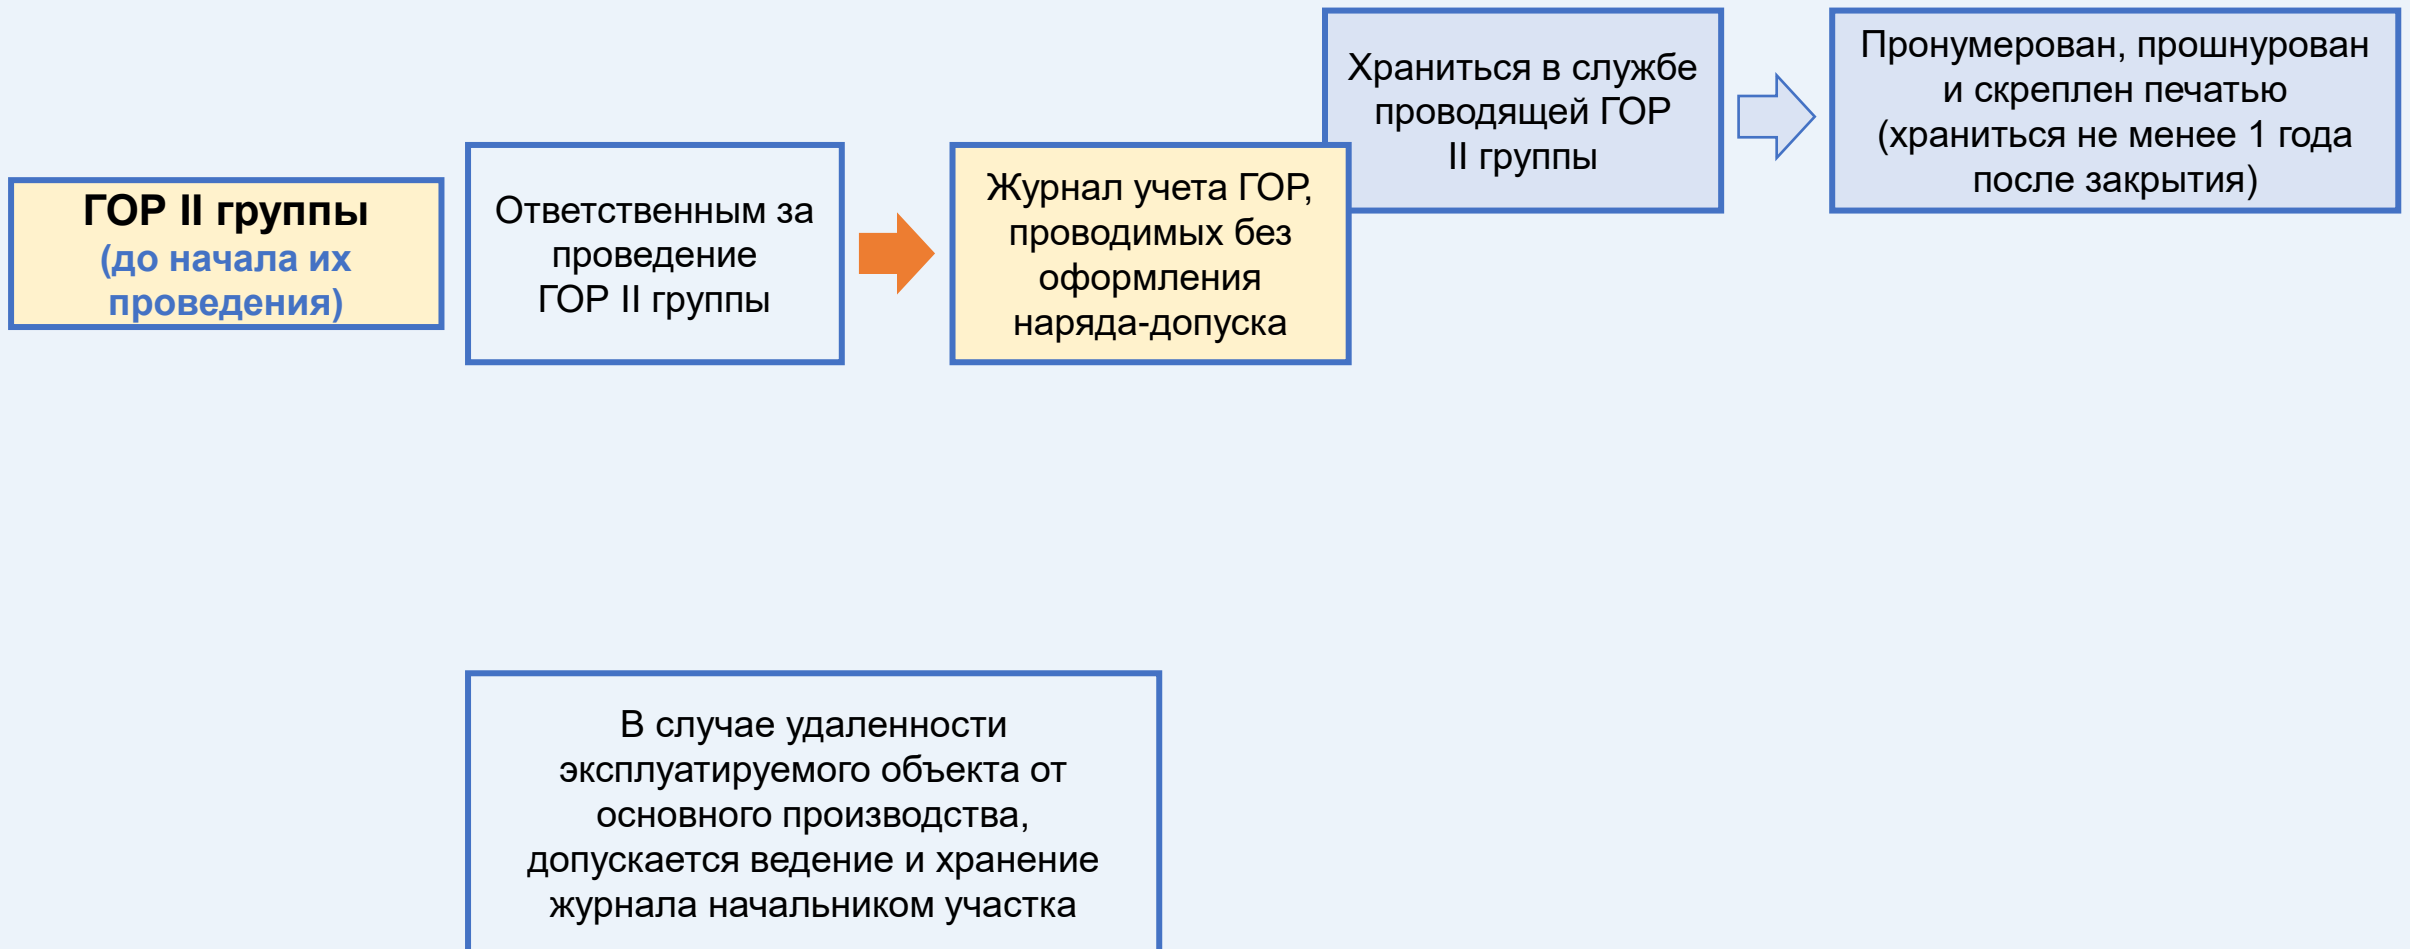 ГОР II группы
(до начала их
проведения)
Ответственным за
проведение
ГОР II группы
Журнал учета ГОР,
проводимых без
оформления
наряда-допуска
Храниться в службе
проводящей ГОР
II группы
Пронумерован, прошнурован
и скреплен печатью
(храниться не менее 1 года
после закрытия)
В случае удаленности
эксплуатируемого объекта от
основного производства,
допускается ведение и хранение
журнала начальником участка